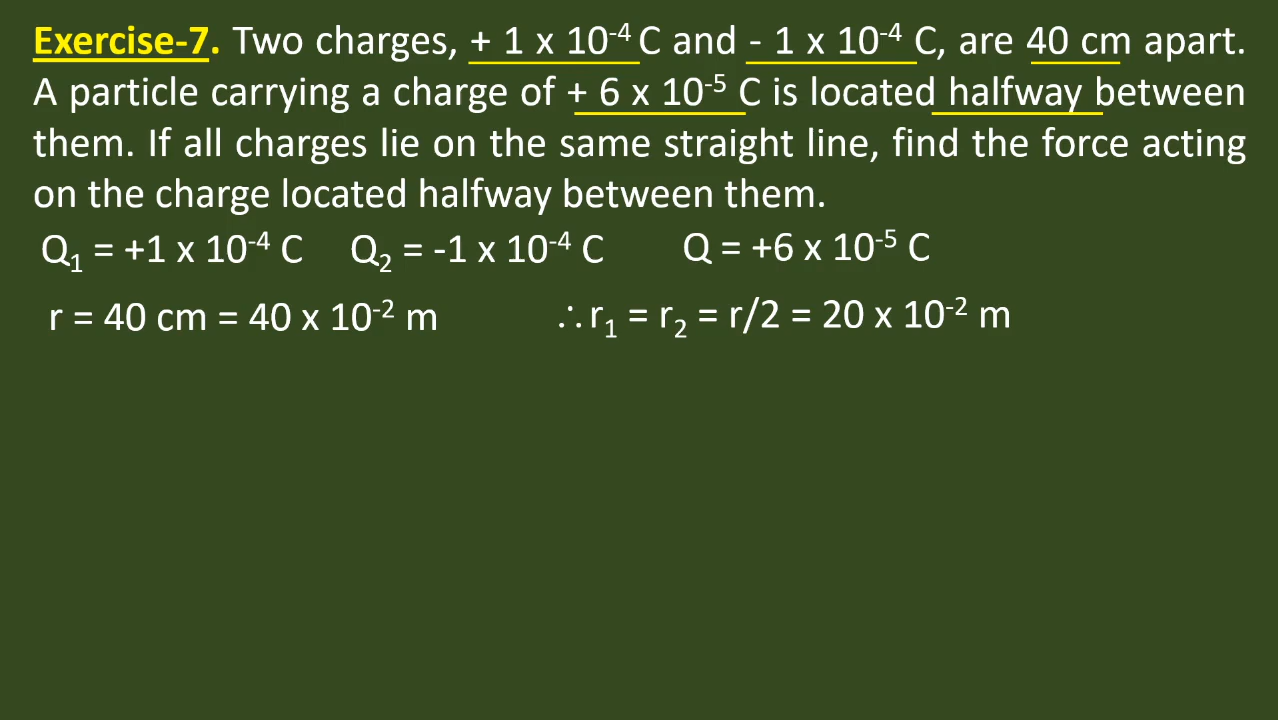 Exercise-7. Two charges, + 1 x 10⁻⁴ C and - 1 x 10⁻⁴ C, are 40 cm apart.
A particle carrying a charge of + 6 x 10⁻⁵ C is located halfway between
them. If all charges lie on the same straight line, find the force acting
on the charge located halfway between them.
Q₁ = +1 x 10⁻⁴ C Q₂ = -1 x 10⁻⁴ C Q = +6 x 10⁻⁵ C
r = 40 cm = 40 x 10⁻² m ∴ r₁ = r₂ = r/2 = 20 x 10⁻² m